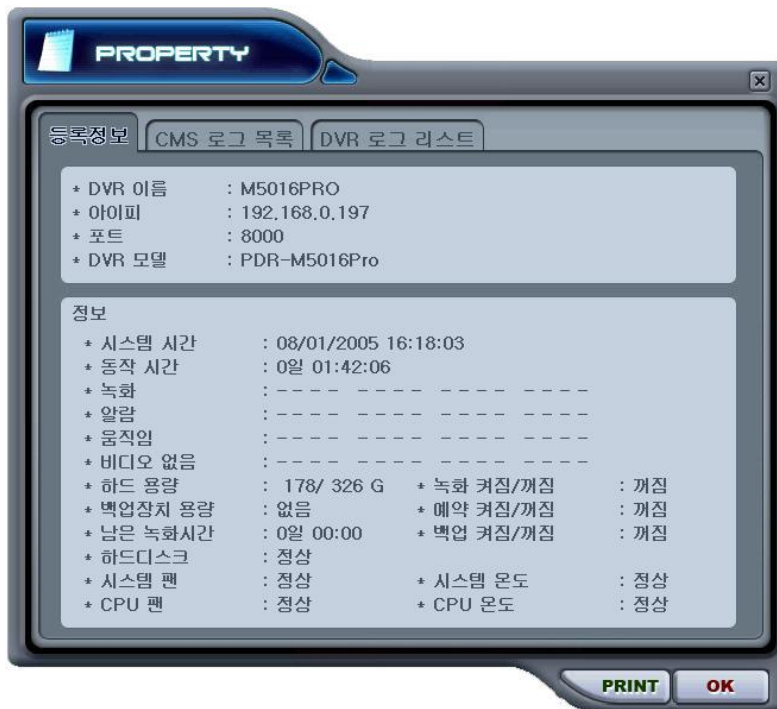 PROPERTY
등록정보 CMS 로그 목록 DVR 로그 리스트
* DVR 이름 : M5016PRO
* 아이피 : 192.168.0.197
* 포트 : 8000
* DVR 모델 : PDR-M5016Pro
정보
* 시스템 시간 : 08/01/2005 16:18:03
* 동작 시간 : 0일 01:42:06
* 녹화 : - - - - - - - - - - - - - - - -
* 알람 : - - - - - - - - - - - - - - - -
* 움직임 : - - - - - - - - - - - - - - - -
* 비디오 없음 : - - - - - - - - - - - - - - - -
* 하드 용량 : 178/ 326 G * 녹화 켜짐/꺼짐 : 꺼짐
* 백업장치 용량 : 없음 * 예약 켜짐/꺼짐 : 꺼짐
* 남은 녹화시간 : 0일 00:00 * 백업 켜짐/꺼짐 : 꺼짐
* 하드디스크 : 정상
* 시스템 팬 : 정상 * 시스템 온도 : 정상
* CPU 팬 : 정상 * CPU 온도 : 정상
PRINT OK